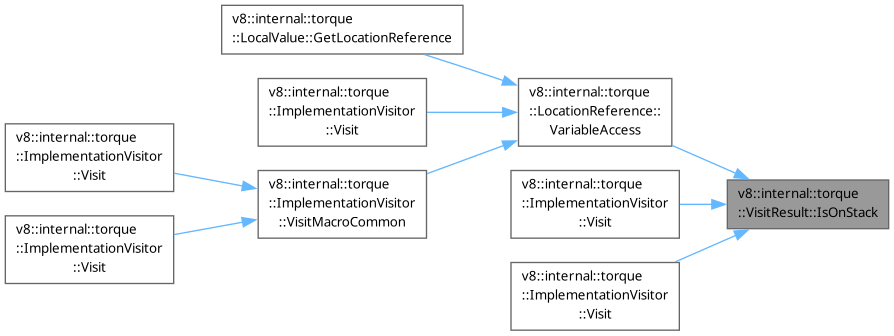 v8::internal::torque
::LocalValue::GetLocationReference
v8::internal::torque
::ImplementationVisitor
::Visit
v8::internal::torque
::LocationReference::
VariableAccess
v8::internal::torque
::ImplementationVisitor
::Visit
v8::internal::torque
::ImplementationVisitor
::VisitMacroCommon
v8::internal::torque
::ImplementationVisitor
::Visit
v8::internal::torque
::VisitResult::IsOnStack
v8::internal::torque
::ImplementationVisitor
::Visit
v8::internal::torque
::ImplementationVisitor
::Visit